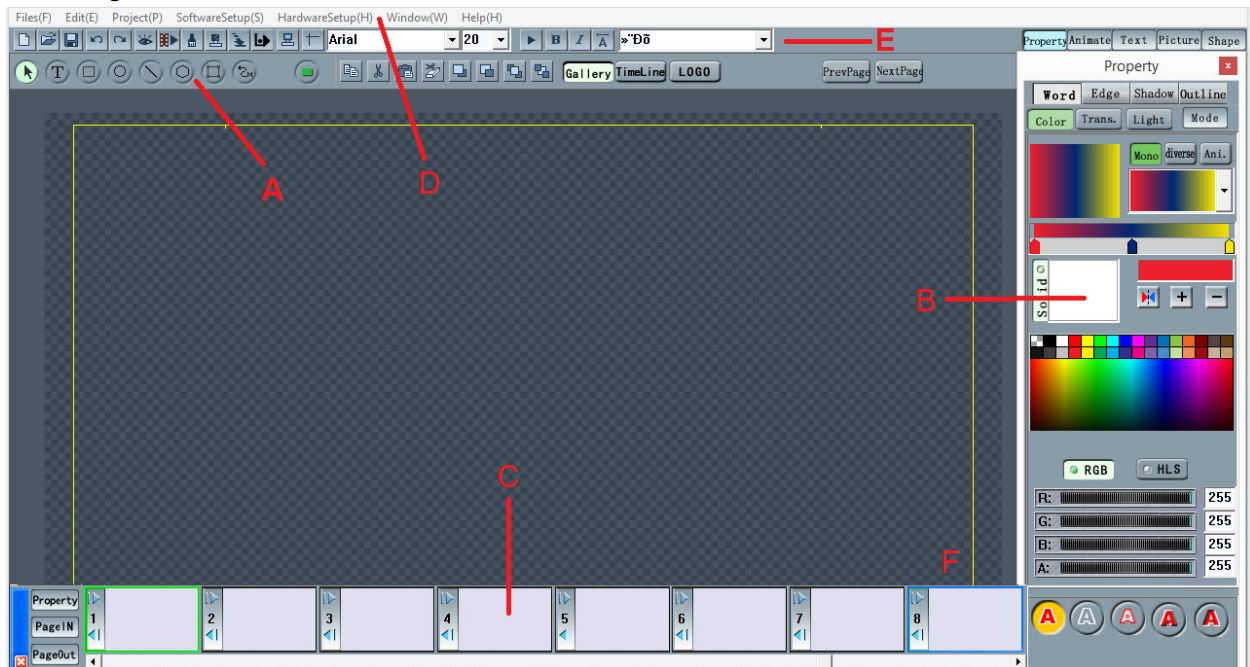 Files(F) Edit(E) Project(P) SoftwareSetup(S) HardwareSetup(H) Window(W) Help(H)
Arial 20 B I A »¨Ðõ E
Property Animate Text Picture Shape
T CM Gallery TimeLine LOGO PrevPage NextPage
Property x
Word Edge Shadow Outline
Color Trans. Light Mode
Mono diverse Ani.
A D
Solid
B
C
RGB HLS
R: 255
G: 255
B: 255
F
A: 255
Property
PageIN
PageOut
1 2 3 4 5 6 7 8
A A A A A